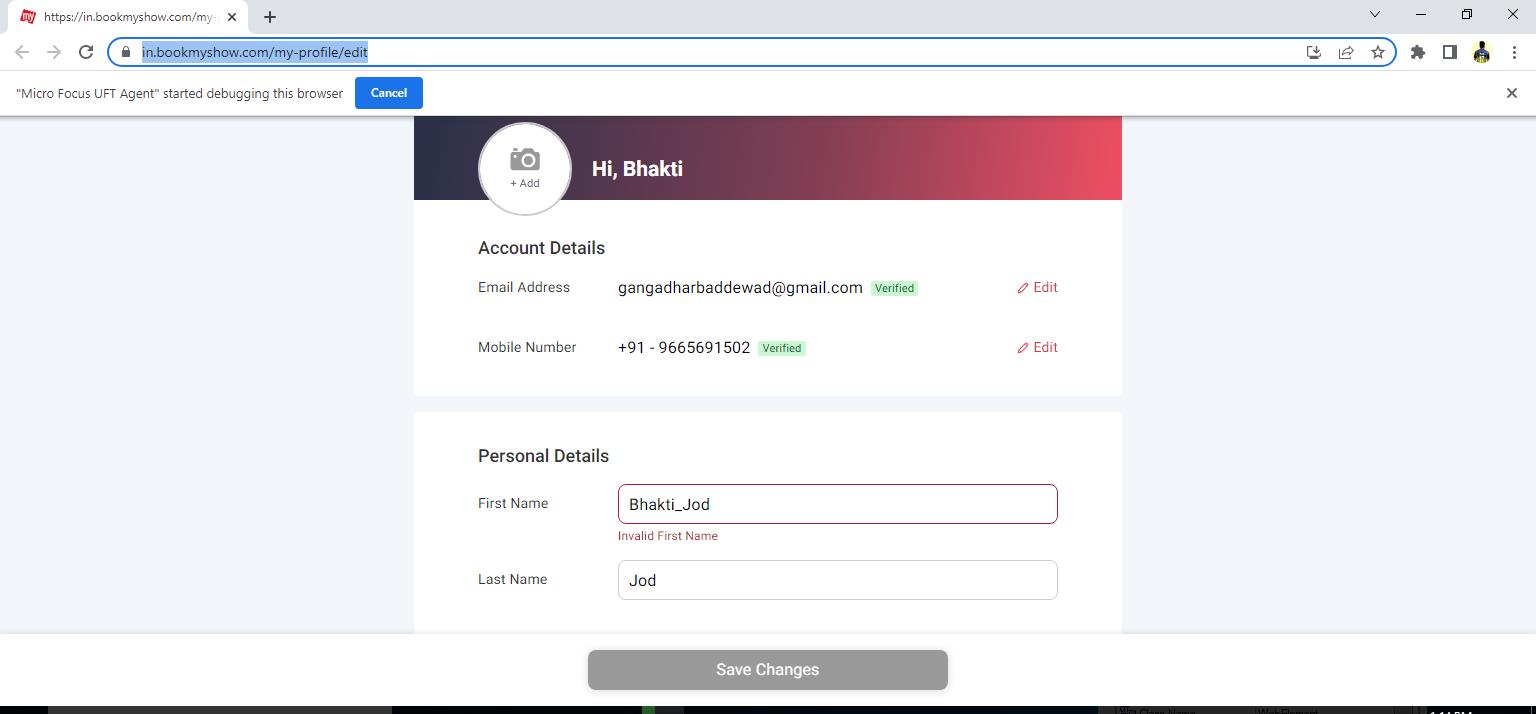 my https://in.bookmyshow.com/my-
in.bookmyshow.com/my-profile/edit
"Micro Focus UFT Agent" started debugging this browser Cancel
+ Add
Hi, Bhakti
Account Details
Email Address gangadharbaddewad@gmail.com Verified Edit
Mobile Number +91 - 9665691502 Verified Edit
Personal Details
First Name Bhakti_Jod
Invalid First Name
Last Name Jod
Save Changes